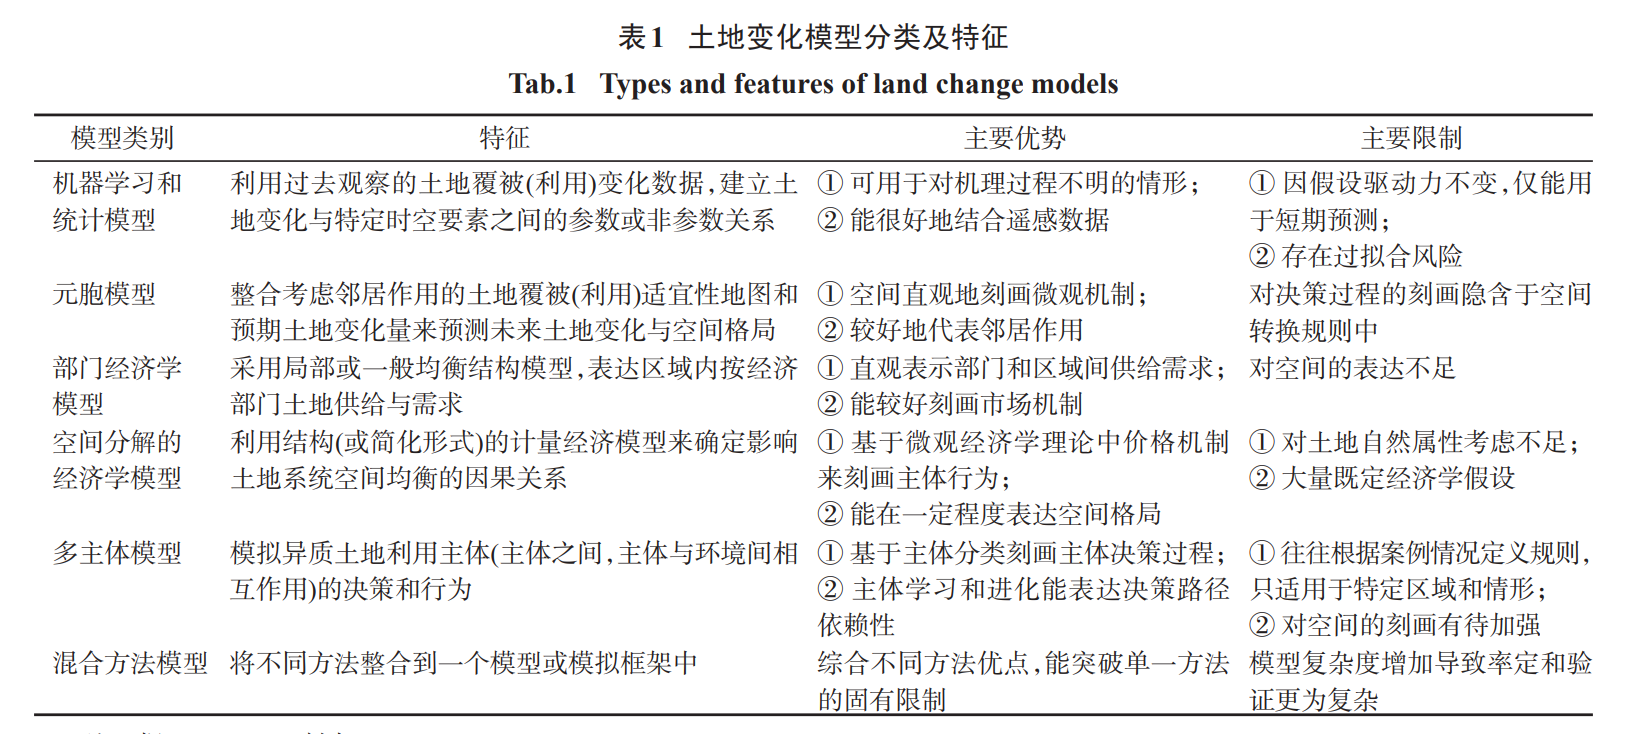 表1 土地变化模型分类及特征
Tab.1 Types and features of land change models
模型类别 特征 主要优势 主要限制
机器学习和 利用过去观察的土地覆被(利用)变化数据,建立土 ① 可用于对机理过程不明的情形; ① 因假设驱动力不变,仅能用
统计模型 地变化与特定时空要素之间的参数或非参数关系 ② 能很好地结合遥感数据 于短期预测;
② 存在过拟合风险
元胞模型 整合考虑邻居作用的土地覆被(利用)适宜性地图和 ① 空间直观地刻画微观机制; 对决策过程的刻画隐含于空间
预期土地变化量来预测未来土地变化与空间格局 ② 较好地代表邻居作用 转换规则中
部门经济学 采用局部或一般均衡结构模型,表达区域内按经济 ① 直观表示部门和区域间供给需求; 对空间的表达不足
模型 部门土地供给与需求 ② 能较好刻画市场机制
空间分解的 利用结构(或简化形式)的计量经济模型来确定影响 ① 基于微观经济学理论中价格机制 ① 对土地自然属性考虑不足;
经济学模型 土地系统空间均衡的因果关系 来刻画主体行为; ② 大量既定经济学假设
② 能在一定程度表达空间格局
多主体模型 模拟异质土地利用主体(主体之间,主体与环境间相 ① 基于主体分类刻画主体决策过程; ① 往往根据案例情况定义规则,
互作用)的决策和行为 ② 主体学习和进化能表达决策路径 只适用于特定区域和情形;
依赖性 ② 对空间的刻画有待加强
混合方法模型 将不同方法整合到一个模型或模拟框架中 综合不同方法优点,能突破单一方法 模型复杂度增加导致率定和验
的固有限制 证更为复杂